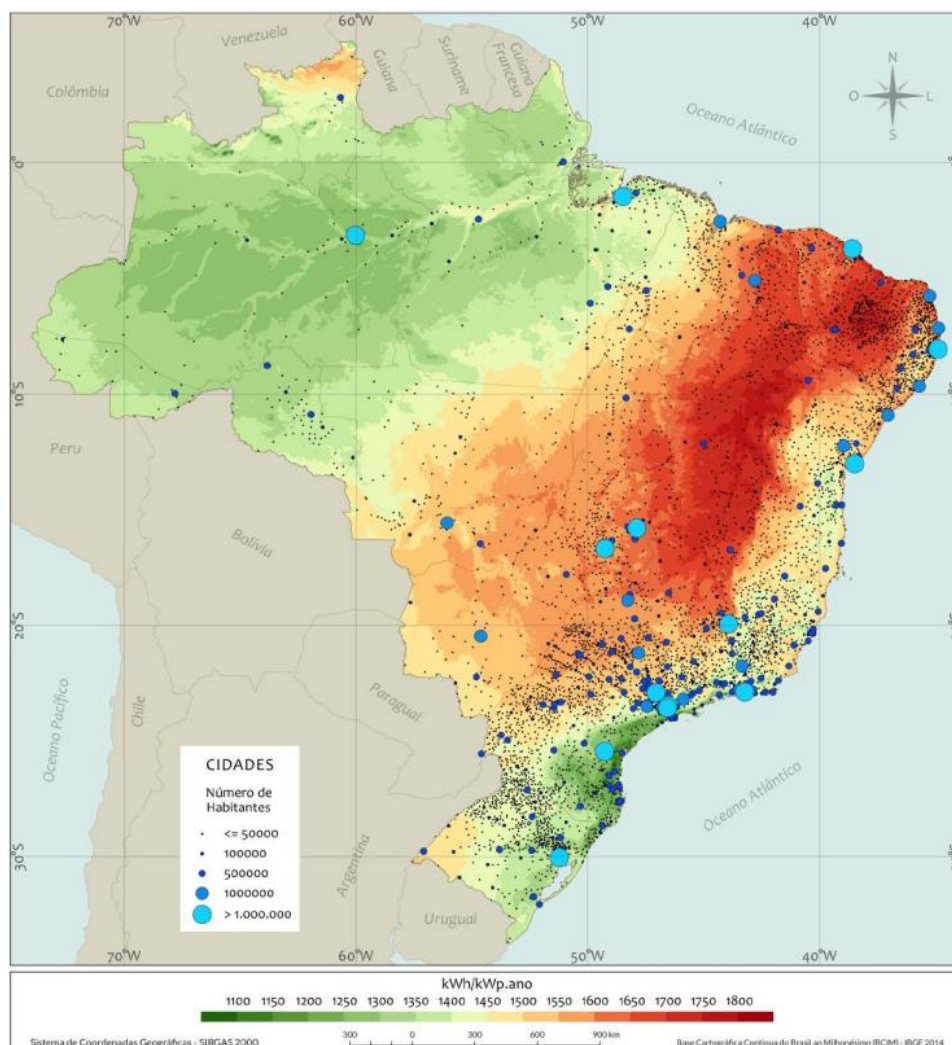 70°W 60°W 50°W 40°W
Venezuela
Guiana
Suriname
Guiana
Francesa
Colômbia
N
O L
S
Oceano Atlântico
0°
10°S
Peru
Bolívia
20°S
Oceano Pacífico
Chile
Paraguai
Oceano Atlântico
Argentina
30°S
Uruguai
CIDADES
Número de
Habitantes
<= 50000
100000
500000
1000000
> 1.000.000
70°W 60°W 50°W 40°W
kWh/kWp.ano
1100 1150 1200 1250 1300 1350 1400 1450 1500 1550 1600 1650 1700 1750 1800
300 0 300 600 900 km
Sistema de Coordenadas Geográficas - SIRGAS 2000
Base Cartográfica Contínua do Brasil ao Milionésimo (BCIM) - IBGE 2014